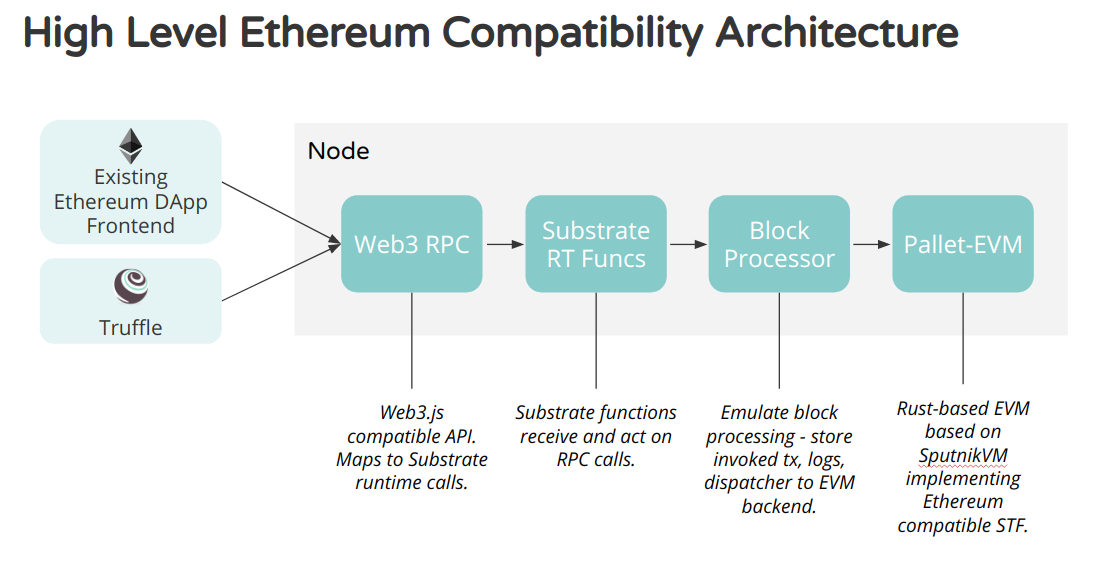 High Level Ethereum Compatibility Architecture
Existing
Ethereum DApp
Frontend
Truffle
Node
Web3 RPC
Substrate
RT Funcs
Block
Processor
Pallet-EVM
Web3.js
compatible API.
Maps to Substrate
runtime calls.
Substrate functions
receive and act on
RPC calls.
Emulate block
processing - store
invoked tx, logs,
dispatcher to EVM
backend.
Rust-based EVM
based on
SputnikVM
implementing
Ethereum
compatible STF.